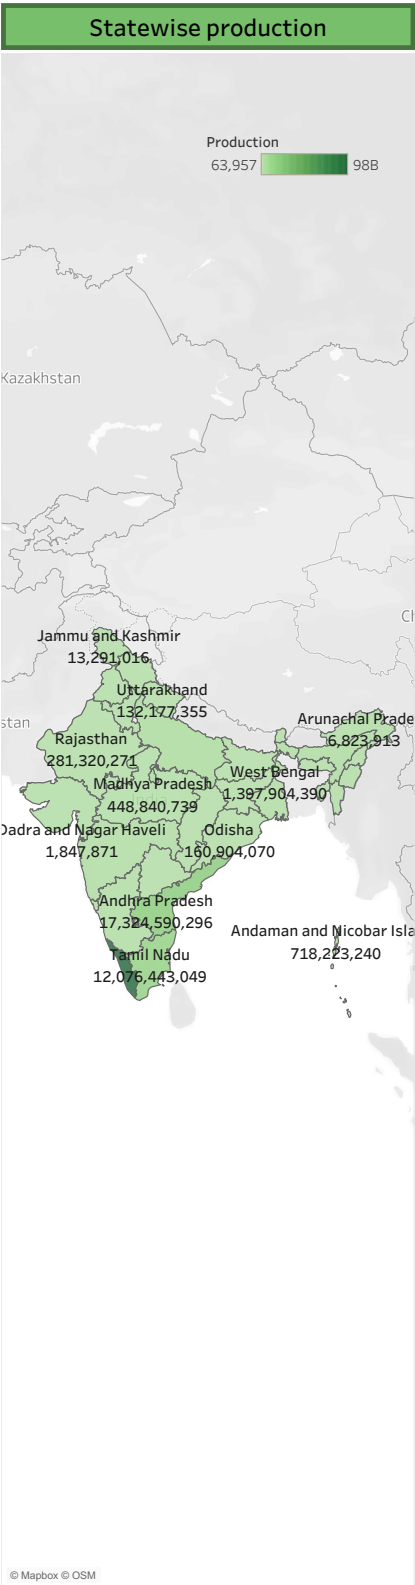 Statewise production
Production
63,957 98B
Kazakhstan
Ch
Jammu and Kashmir
13,291,016
Uttarakhand
132,177,355
stan
Arunachal Prade
6,823,913
Rajasthan
281,320,271
West Bengal
1,397,904,390
Madhya Pradesh
448,840,739
Dadra and Nagar Haveli
1,847,871
Odisha
160,904,070
Andhra Pradesh
17,324,590,296
Andaman and Nicobar Isla
718,223,240
Tamil Nadu
12,076,443,049
© Mapbox © OSM